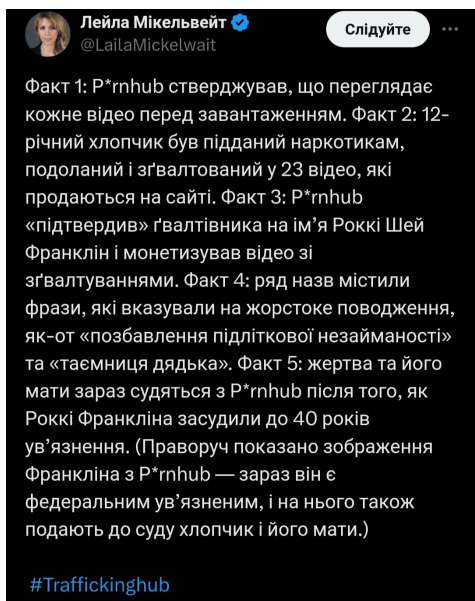 Лейла Мікельвейт
Слідуйте
@LailaMickelwait
Факт 1: P*rnhub стверджував, що переглядає
кожне відео перед завантаженням. Факт 2: 12-
річний хлопчик був підданий наркотикам,
подоланий і зґвалтований у 23 відео, які
продаються на сайті. Факт 3: P*rnhub
«підтвердив» ґвалтівника на ім’я Роккі Шей
Франклін і монетизував відео зі
зґвалтуваннями. Факт 4: ряд назв містили
фрази, які вказували на жорстоке поводження,
як-от «позбавлення підліткової незайманості»
та «таємниця дядька». Факт 5: жертва та його
мати зараз судяться з P*rnhub після того, як
Роккі Франкліна засудили до 40 років
ув’язнення. (Праворуч показано зображення
Франкліна з P*rnhub — зараз він є
федеральним ув’язненим, і на нього також
подають до суду хлопчик і його мати.)
#Traffickinghub